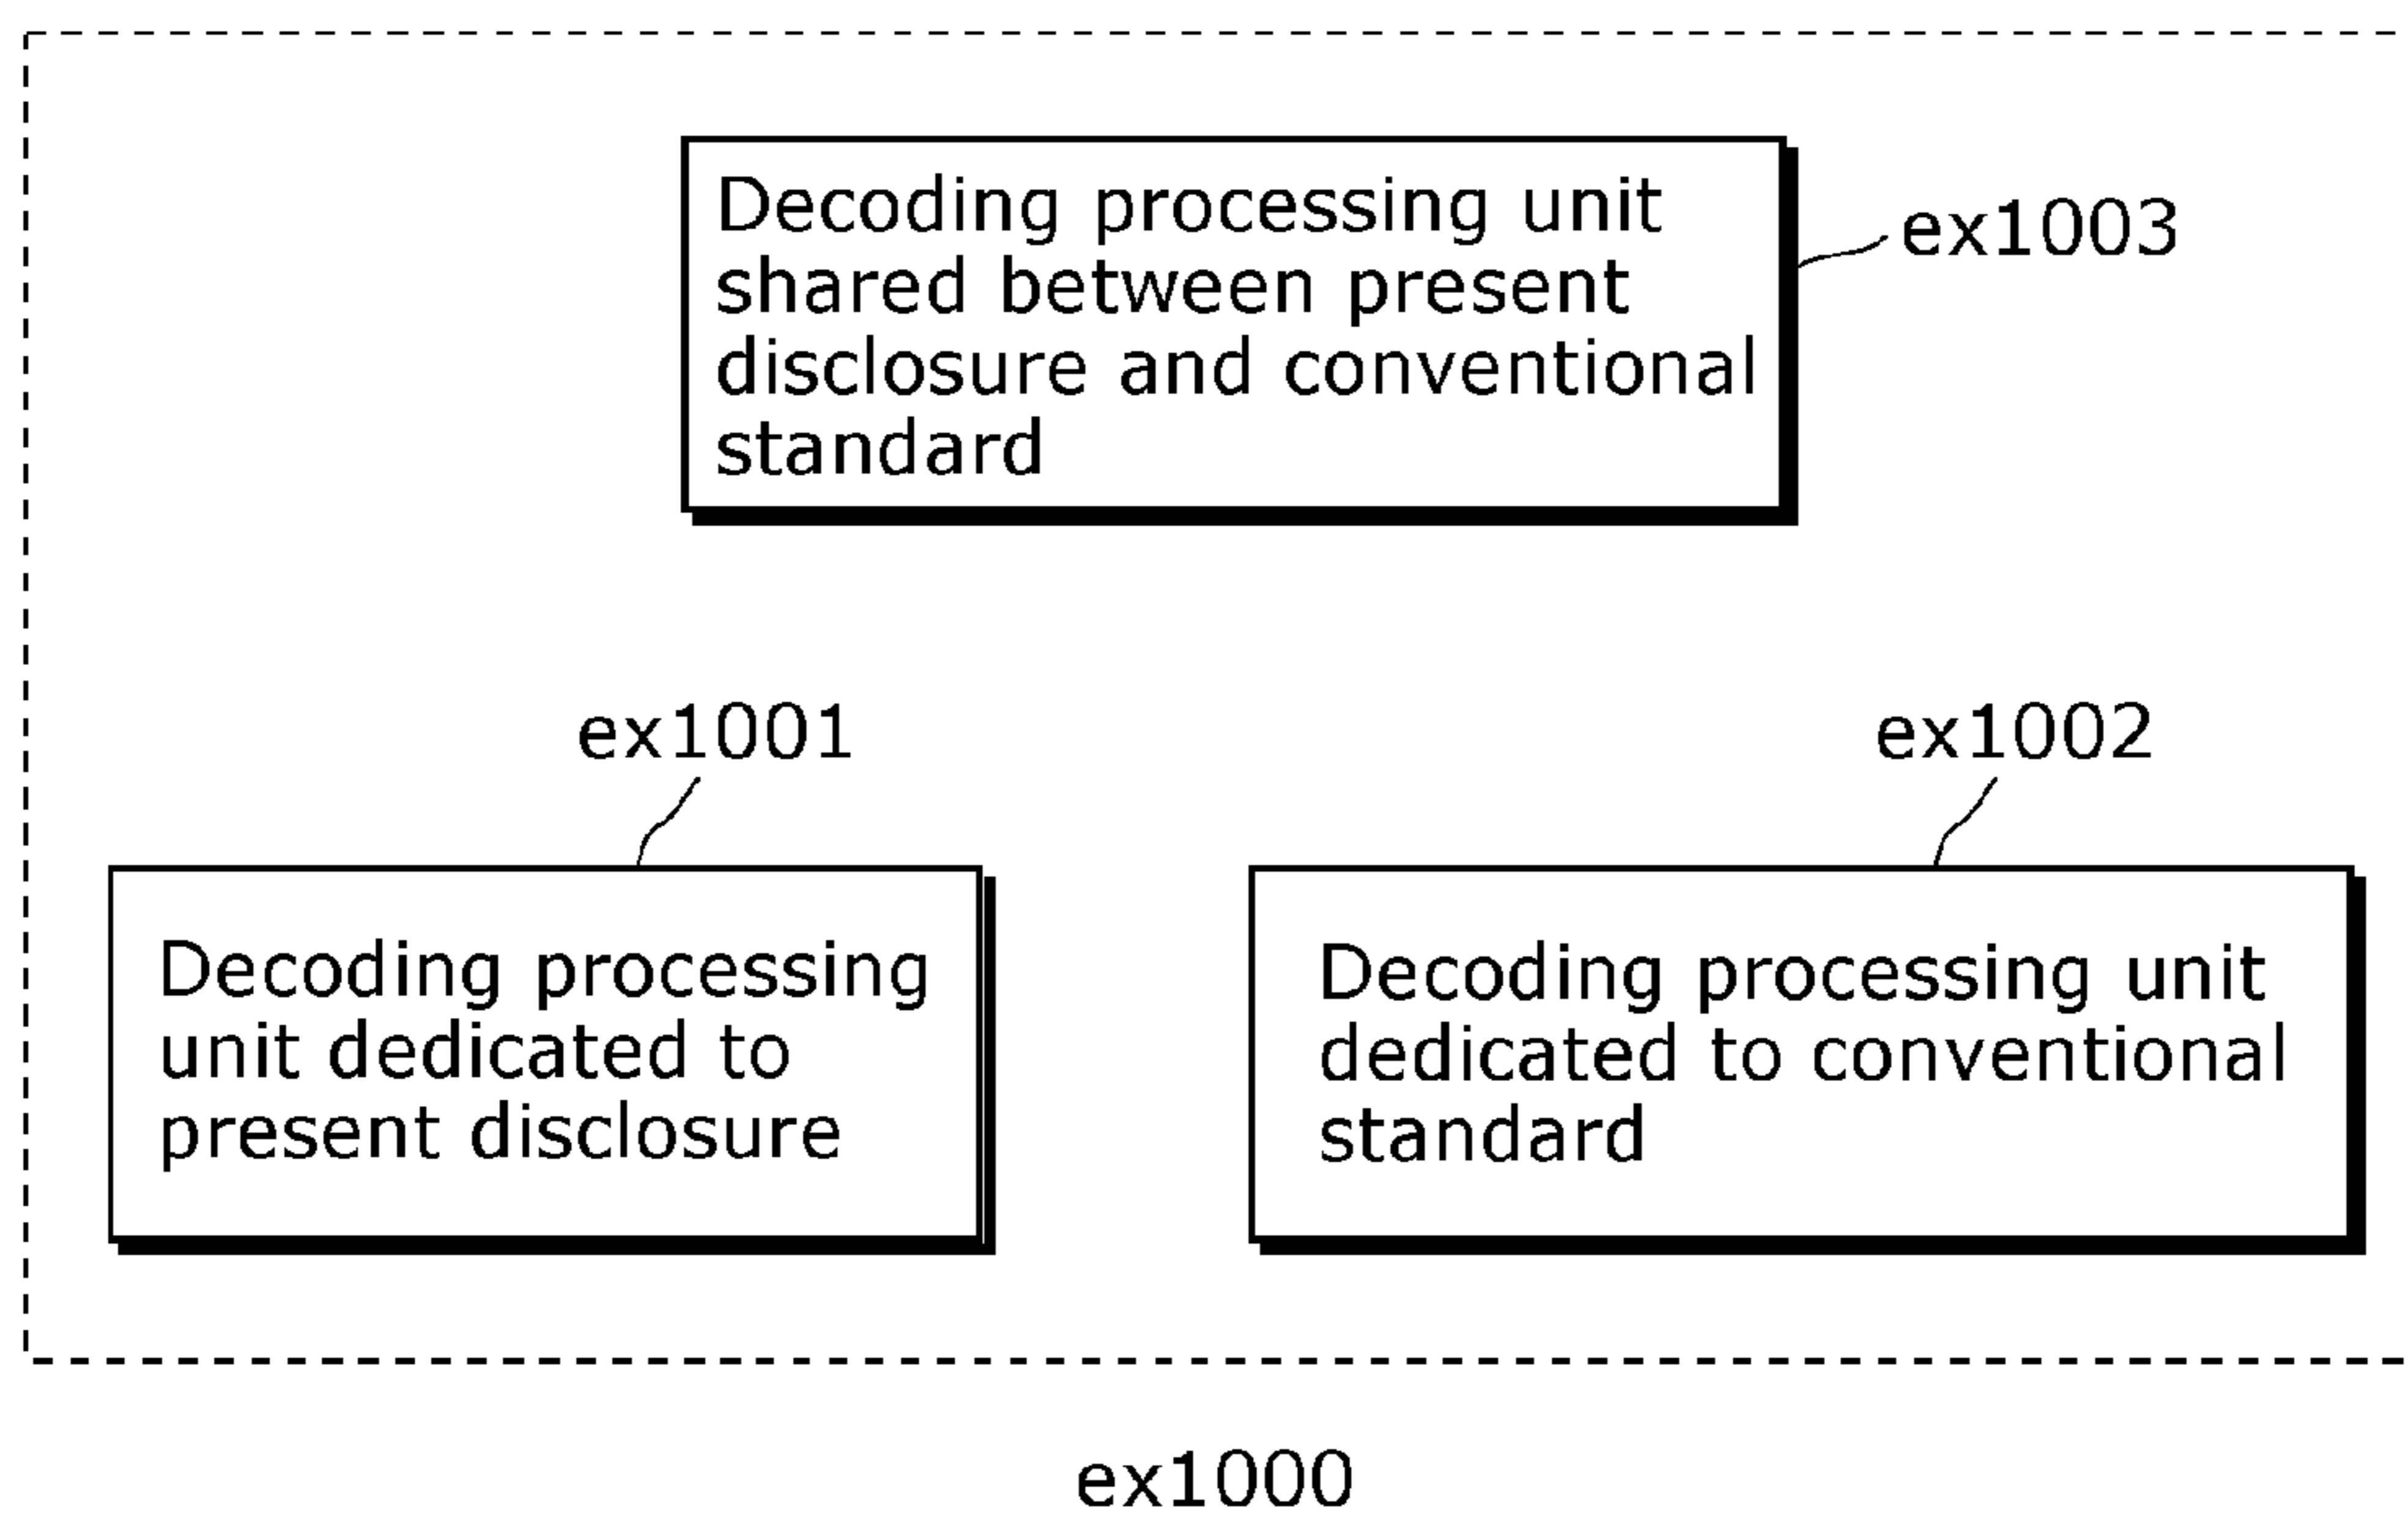 Decoding processing unit
shared between present
disclosure and conventional
standard
ex1003
ex1001
ex1002
Decoding processing
unit dedicated to
present disclosure
Decoding processing unit
dedicated to conventional
standard
ex1000